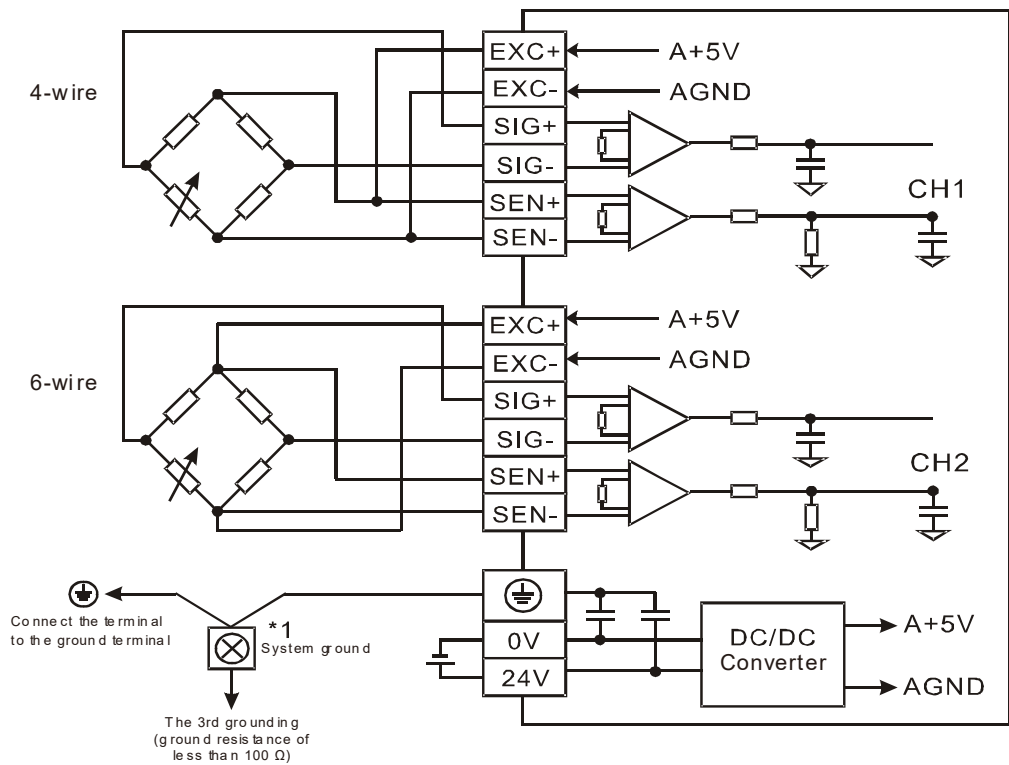 4-wire
EXC+
A+5V
EXC-
AGND
SIG+
SIG-
SEN+
CH1
SEN-
EXC+
A+5V
EXC-
AGND
6-wire
SIG+
SIG-
CH2
SEN+
SEN-
Connect the terminal
to the ground terminal
*1
System ground
The 3rd grounding
(ground resistance of
less than 100 Ω)
0V
24V
DC/DC
Converter
A+5V
AGND